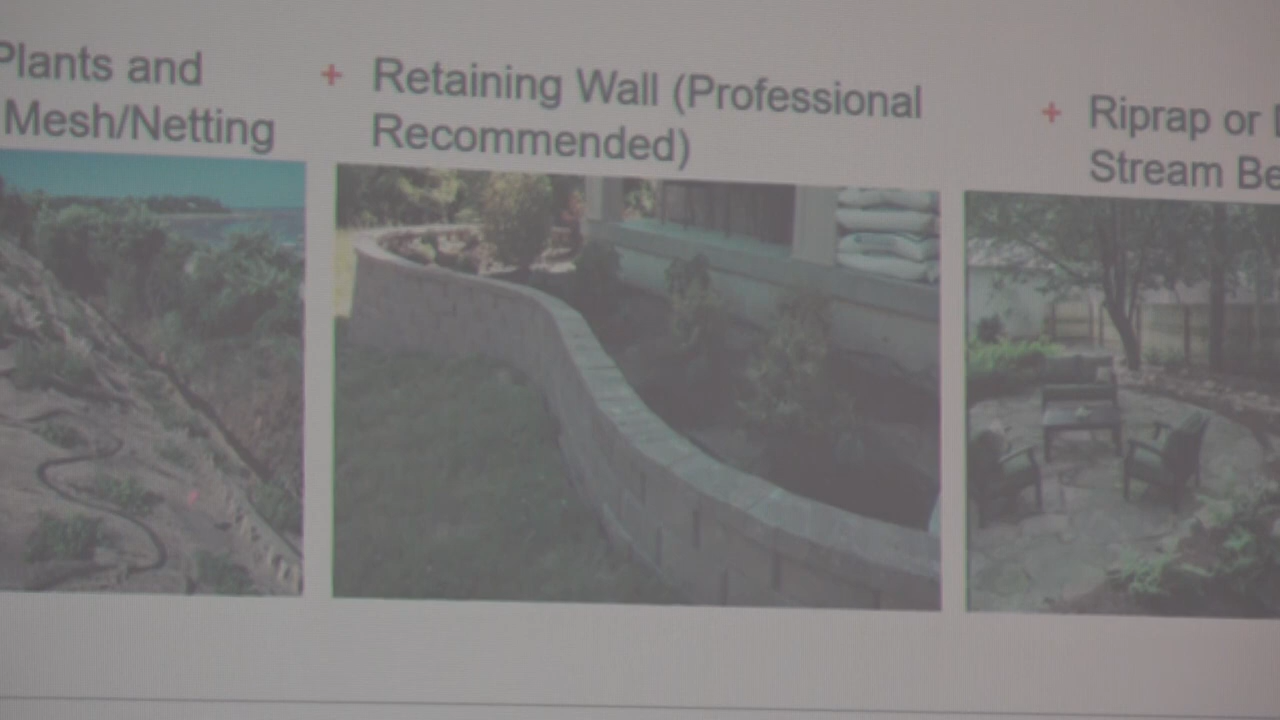 Plants and
Mesh/Netting
+ Retaining Wall (Professional
Recommended)
+ Riprap or
Stream